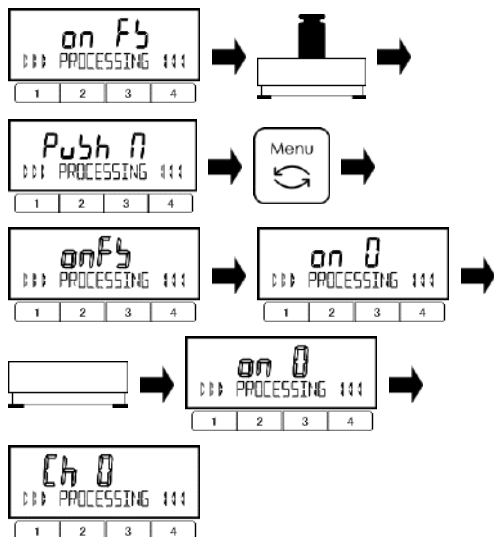 on FS
PROCESSING
1 2 3 4
PuSh M
PROCESSING
1 2 3 4
Menu
onFS
PROCESSING
1 2 3 4
on 0
PROCESSING
1 2 3 4
on 0
PROCESSING
1 2 3 4
Ch 0
PROCESSING
1 2 3 4